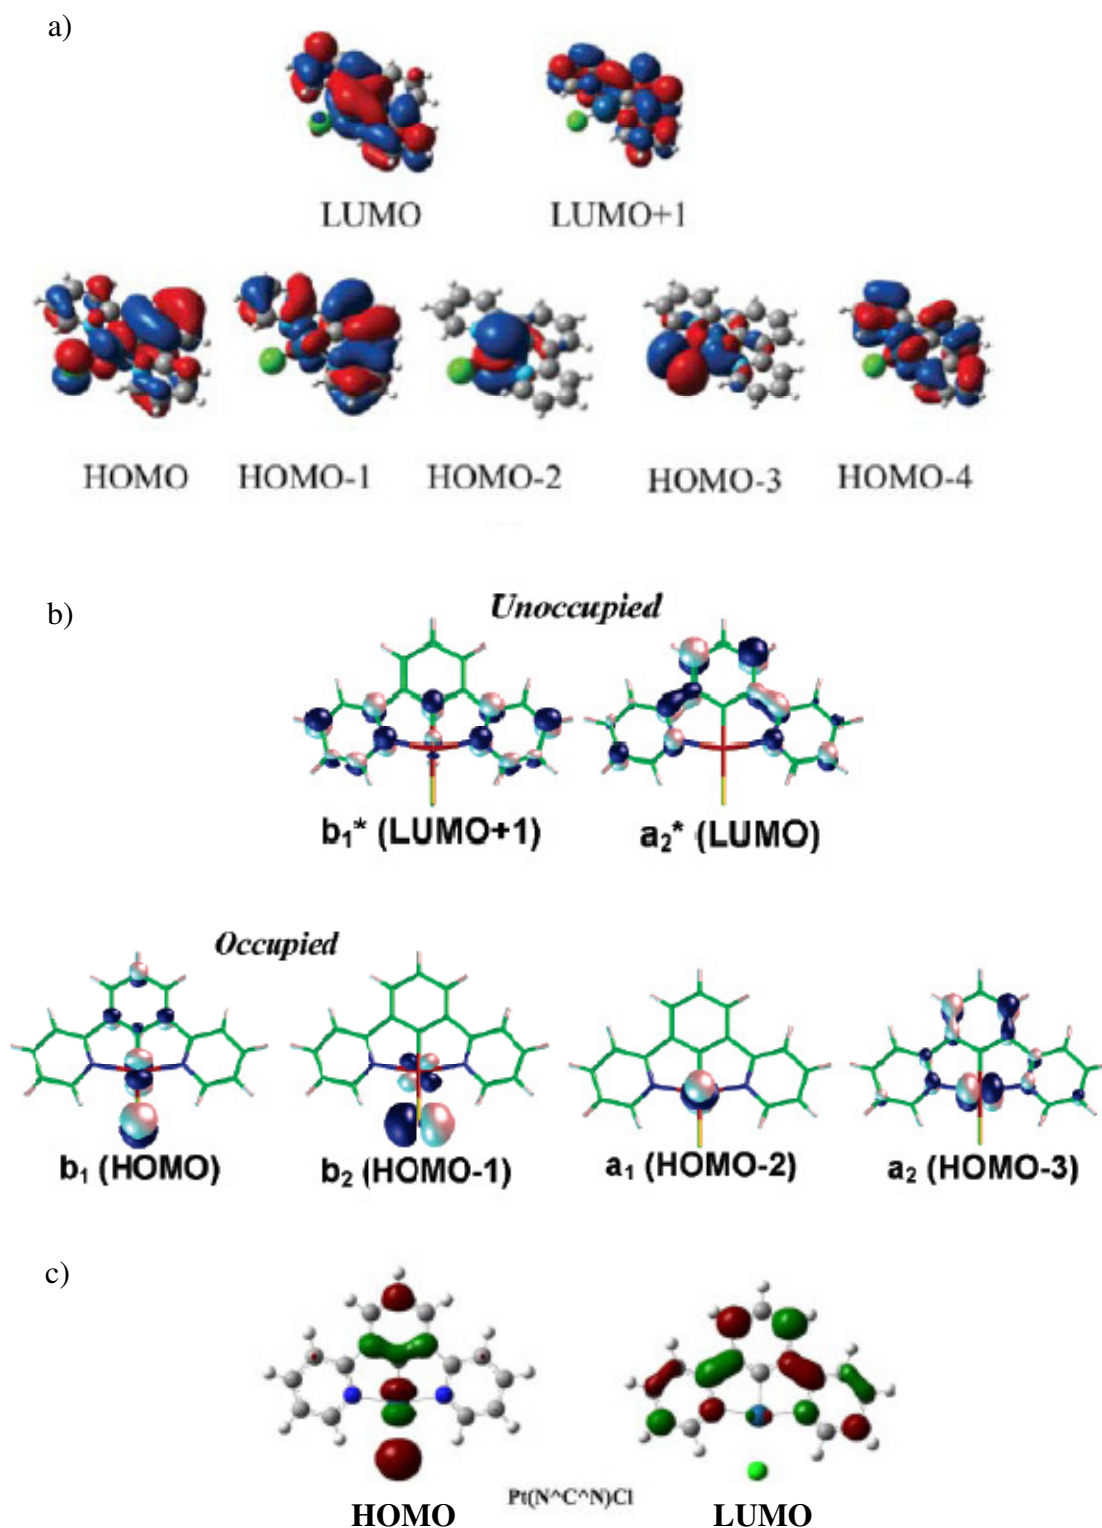 a)
LUMO LUMO+1
HOMO HOMO-1 HOMO-2 HOMO-3 HOMO-4
b)
Unoccupied
b₁* (LUMO+1) a₂* (LUMO)
Occupied
b₁ (HOMO) b₂ (HOMO-1) a₁ (HOMO-2) a₂ (HOMO-3)
c)
Pt(N^C^N)Cl
HOMO LUMO